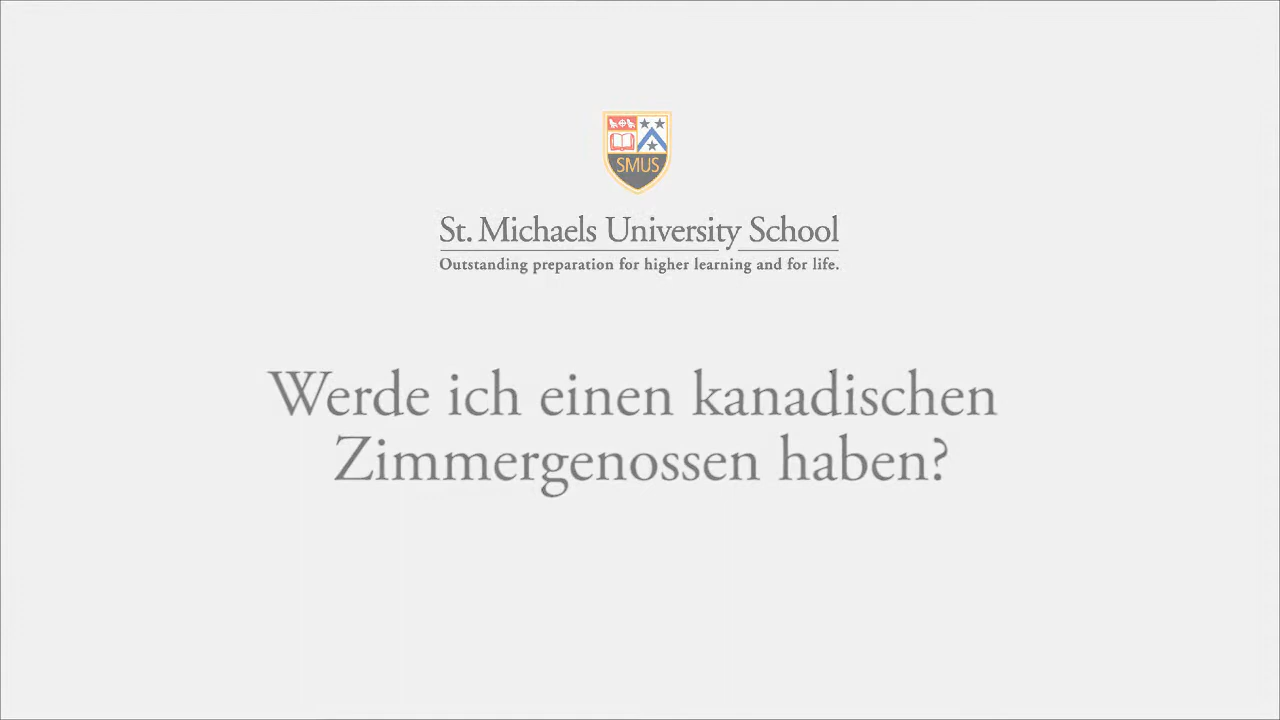 SMUS
St. Michaels University School
Outstanding preparation for higher learning and for life.
Werde ich einen kanadischen
Zimmergenossen haben?